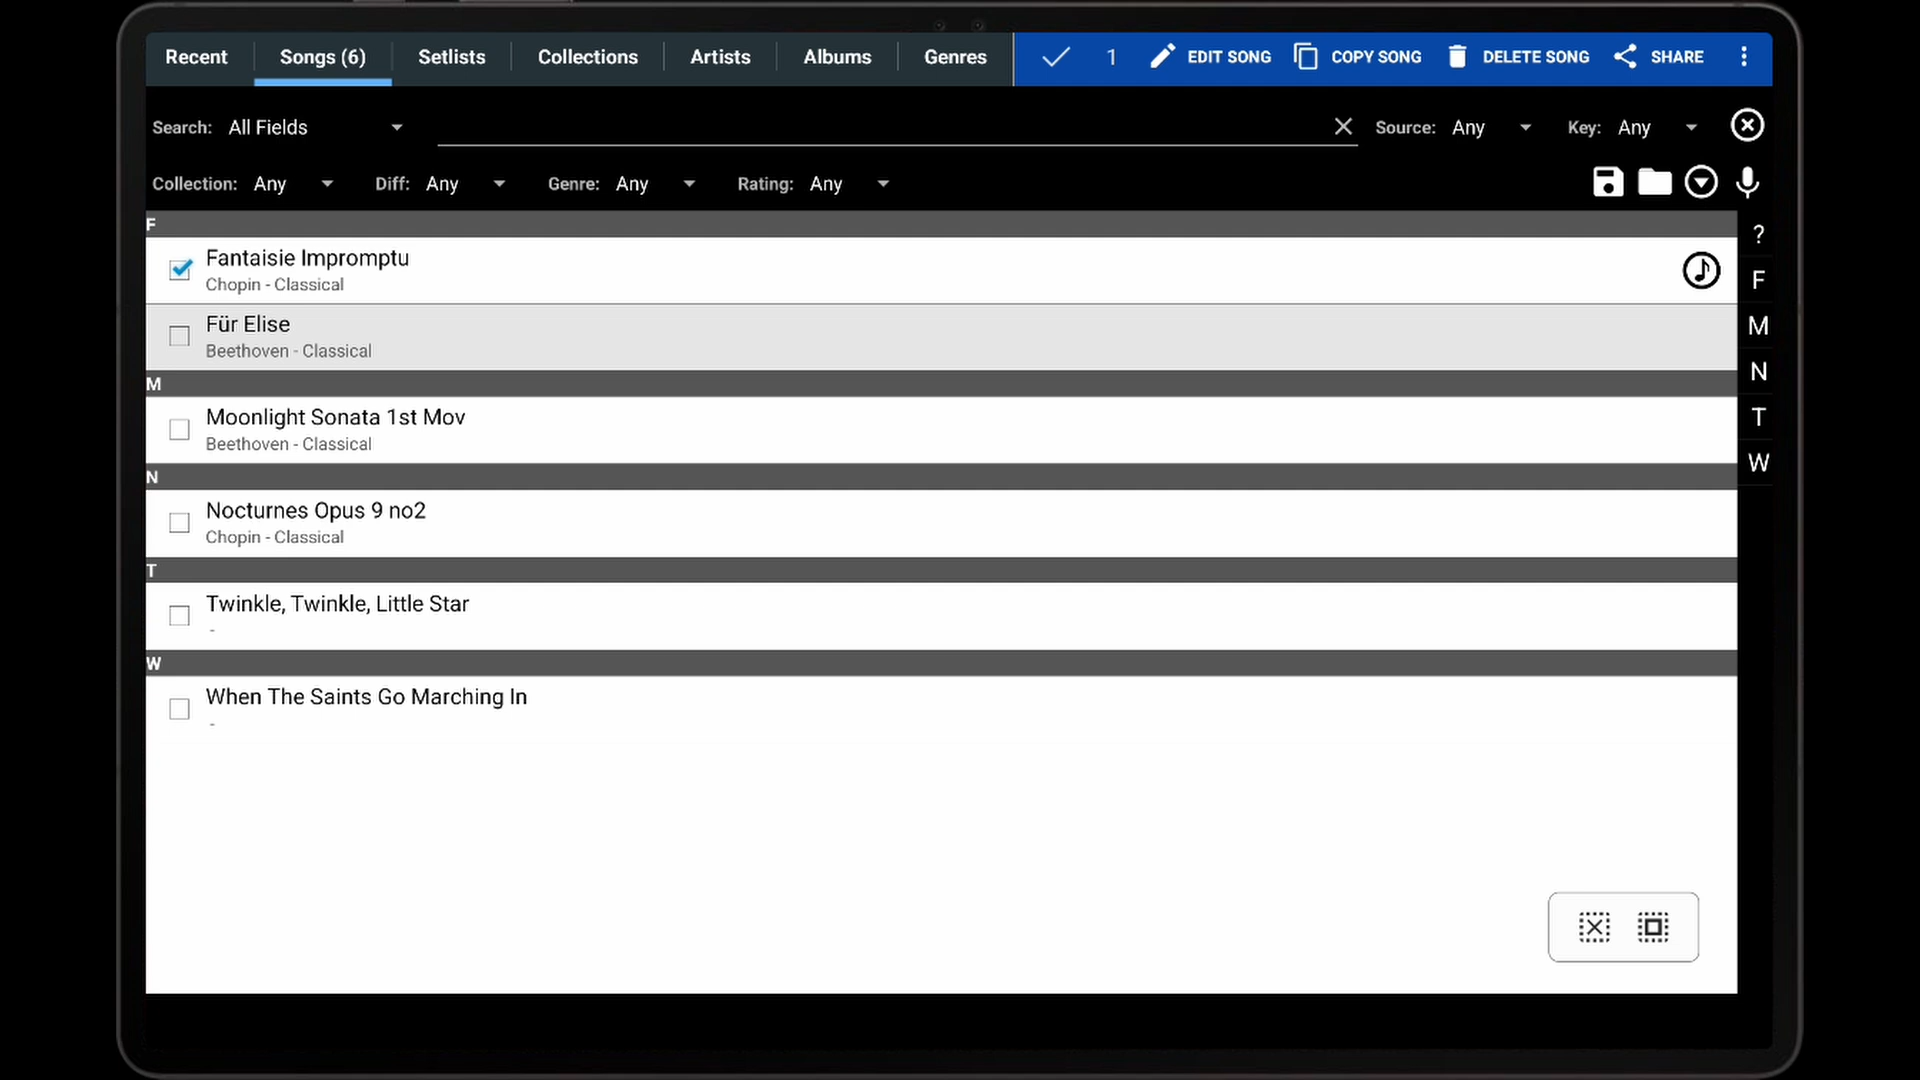 Recent Songs (6) Setlists Collections Artists Albums Genres 1 EDIT SONG COPY SONG DELETE SONG SHARE
Search: All Fields Source: Any Key: Any
Collection: Any Diff: Any Genre: Any Rating: Any
F
Fantaisie Impromptu
Chopin - Classical
Für Elise
Beethoven - Classical
M
Moonlight Sonata 1st Mov
Beethoven - Classical
N
Nocturnes Opus 9 no2
Chopin - Classical
T
Twinkle, Twinkle, Little Star
-
W
When The Saints Go Marching In
-
?
F
M
N
T
W